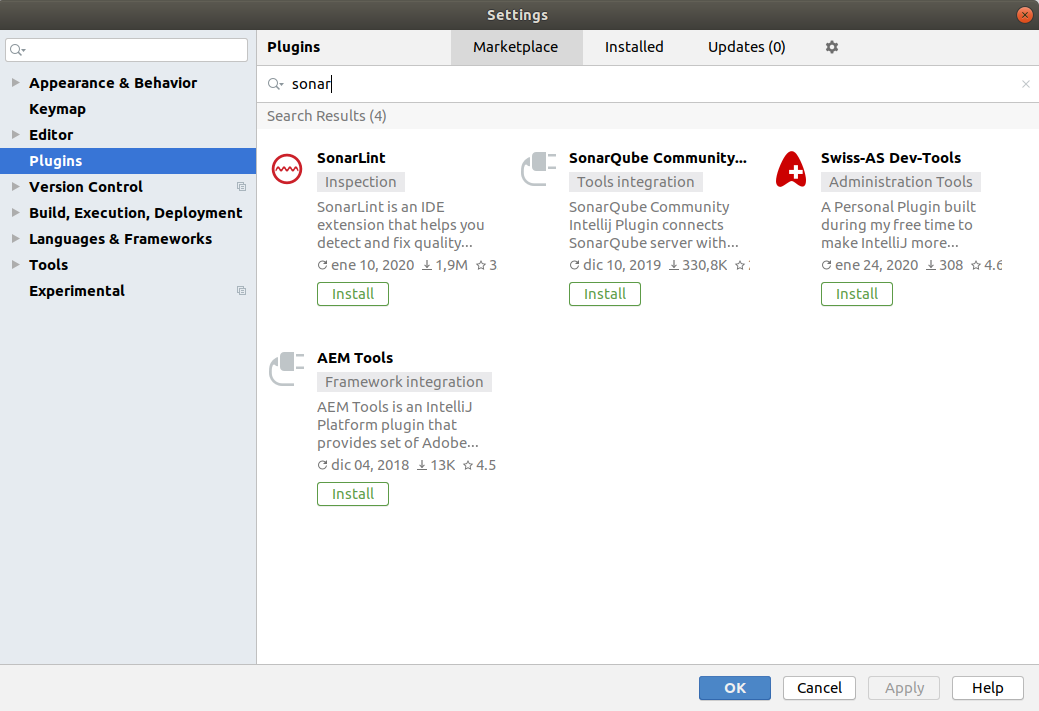 Settings
Plugins
Marketplace
Installed
Updates (0)
sonar
Search Results (4)
Appearance & Behavior
Keymap
Editor
Plugins
Version Control
Build, Execution, Deployment
Languages & Frameworks
Tools
Experimental
SonarLint
Inspection
SonarLint is an IDE
extension that helps you
detect and fix quality...
ene 10, 2020 1,9M 3
Install
SonarQube Community...
Tools integration
SonarQube Community
Intellij Plugin connects
SonarQube server with...
dic 10, 2019 330,8K
Install
Swiss-AS Dev-Tools
Administration Tools
A Personal Plugin built
during my free time to
make IntelliJ more...
ene 24, 2020 308 4.6
Install
AEM Tools
Framework integration
AEM Tools is an IntelliJ
Platform plugin that
provides set of Adobe...
dic 04, 2018 13K 4.5
Install
OK
Cancel
Apply
Help